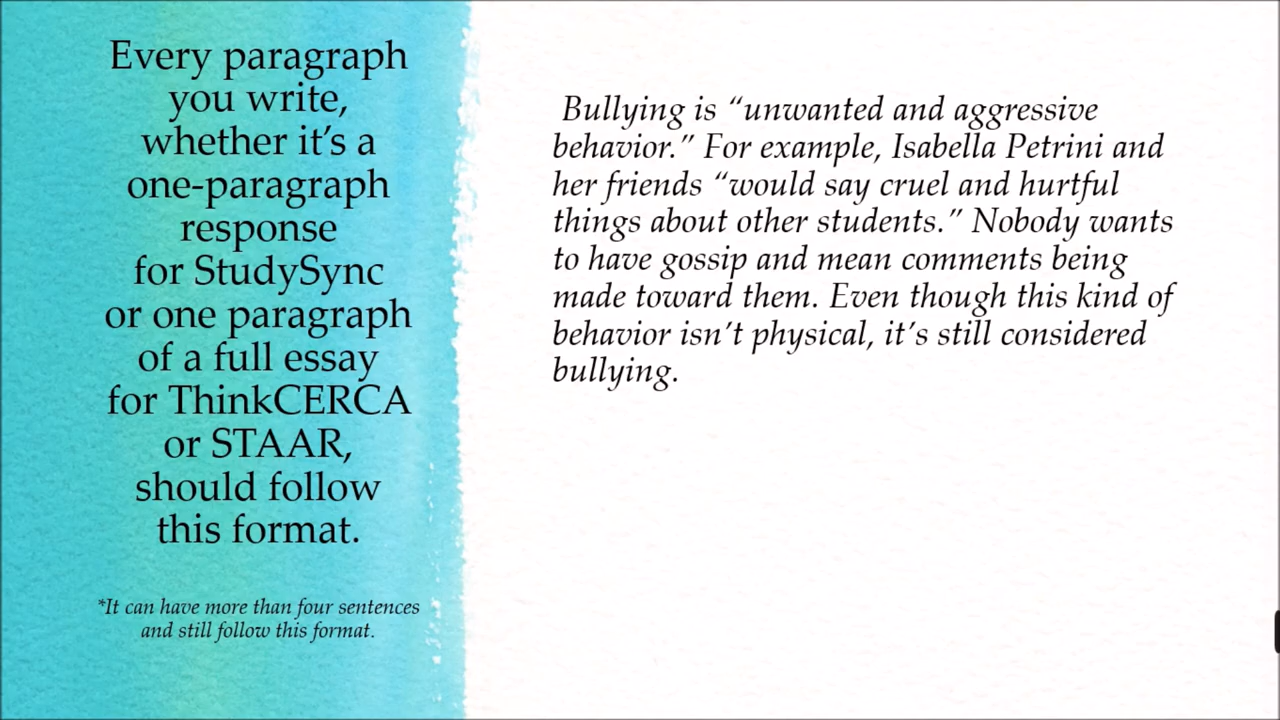 Every paragraph
you write,
whether it's a
one-paragraph
response
for StudySync
or one paragraph
of a full essay
for ThinkCERCA
or STAAR,
should follow
this format.
*It can have more than four sentences
and still follow this format.
Bullying is “unwanted and aggressive
behavior.” For example, Isabella Petrini and
her friends “would say cruel and hurtful
things about other students.” Nobody wants
to have gossip and mean comments being
made toward them. Even though this kind of
behavior isn't physical, it's still considered
bullying.